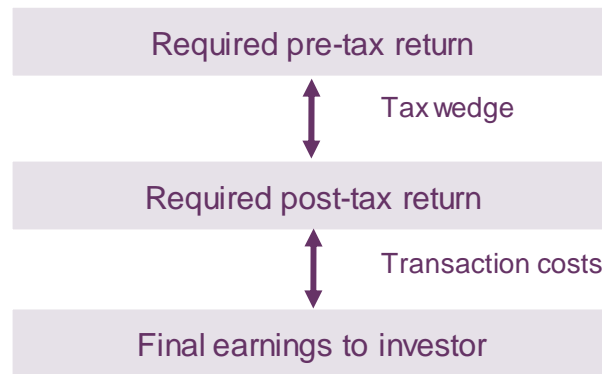 Required pre-tax return
Tax wedge
Required post-tax return
Transaction costs
Final earnings to investor